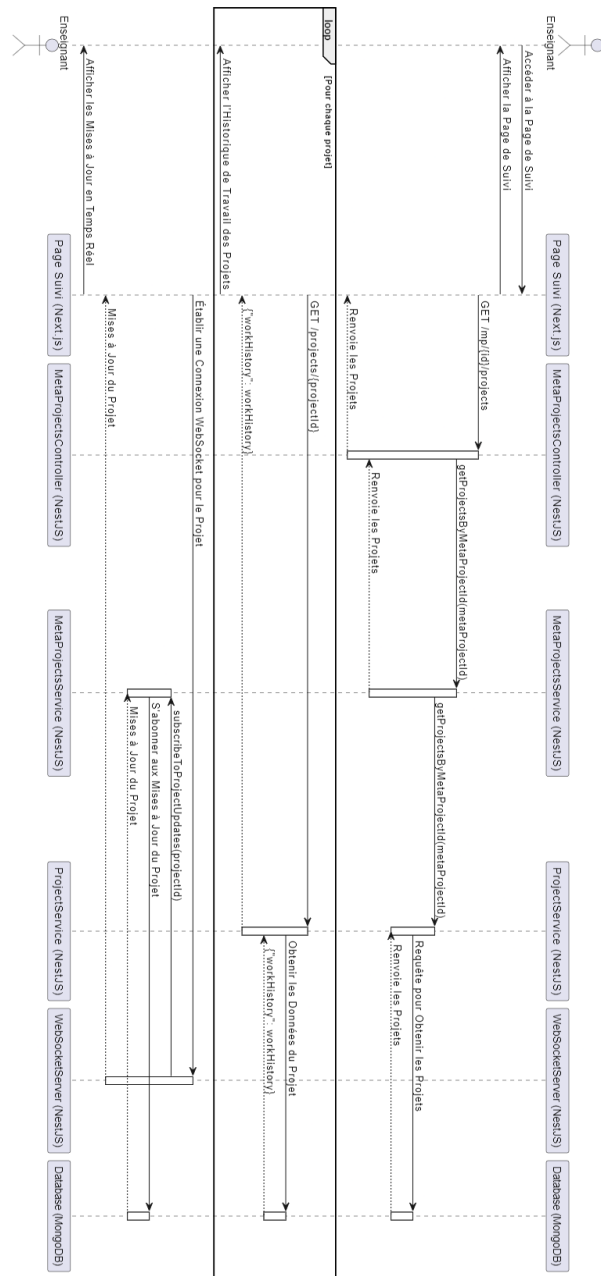 Enseignant
Page Suivi (Next.js)
MetaProjectsController (NestJS)
MetaProjectsService (NestJS)
ProjectService (NestJS)
WebSocketServer (NestJS)
Database (MongoDB)
Accéder à la Page de Suivi
Afficher la Page de Suivi
GET /mp/{id}/projects
getProjectsByMetaProjectId(metaProjectId)
getProjectsByMetaProjectId(metaProjectId)
Requête pour Obtenir les Projets
Renvoie les Projets
Renvoie les Projets
Renvoie les Projets
loop
[Pour chaque projet]
GET /projects/{projectId}
Obtenir les Données du Projet
{"workHistory": workHistory}
{"workHistory": workHistory}
Afficher l'Historique de Travail des Projets
Établir une Connexion WebSocket pour le Projet
subscribeToProjectUpdates(projectId)
S'abonner aux Mises à Jour du Projet
Mises à Jour du Projet
Mises à Jour du Projet
Afficher les Mises à Jour en Temps Réel
Enseignant
Page Suivi (Next.js)
MetaProjectsController (NestJS)
MetaProjectsService (NestJS)
ProjectService (NestJS)
WebSocketServer (NestJS)
Database (MongoDB)